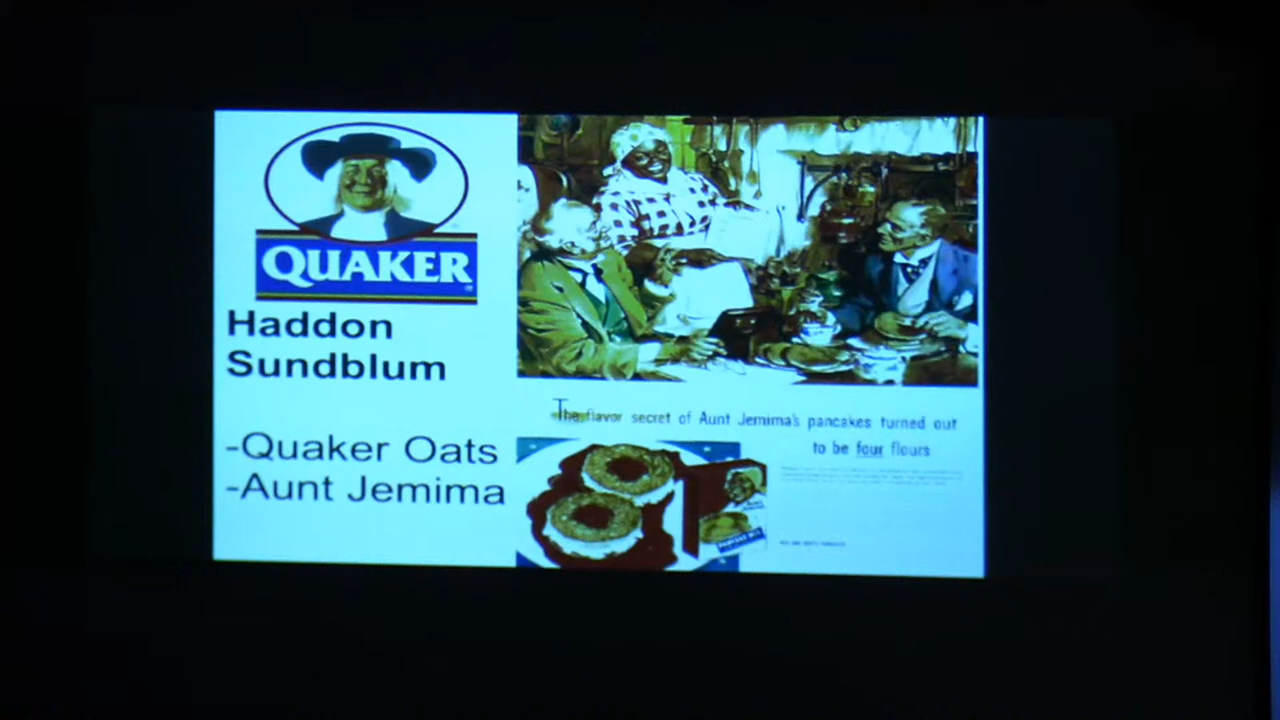 QUAKER
Haddon
Sundblum
-Quaker Oats
-Aunt Jemima
The flavor secret of Aunt Jemima's pancakes turned out
to be four flours